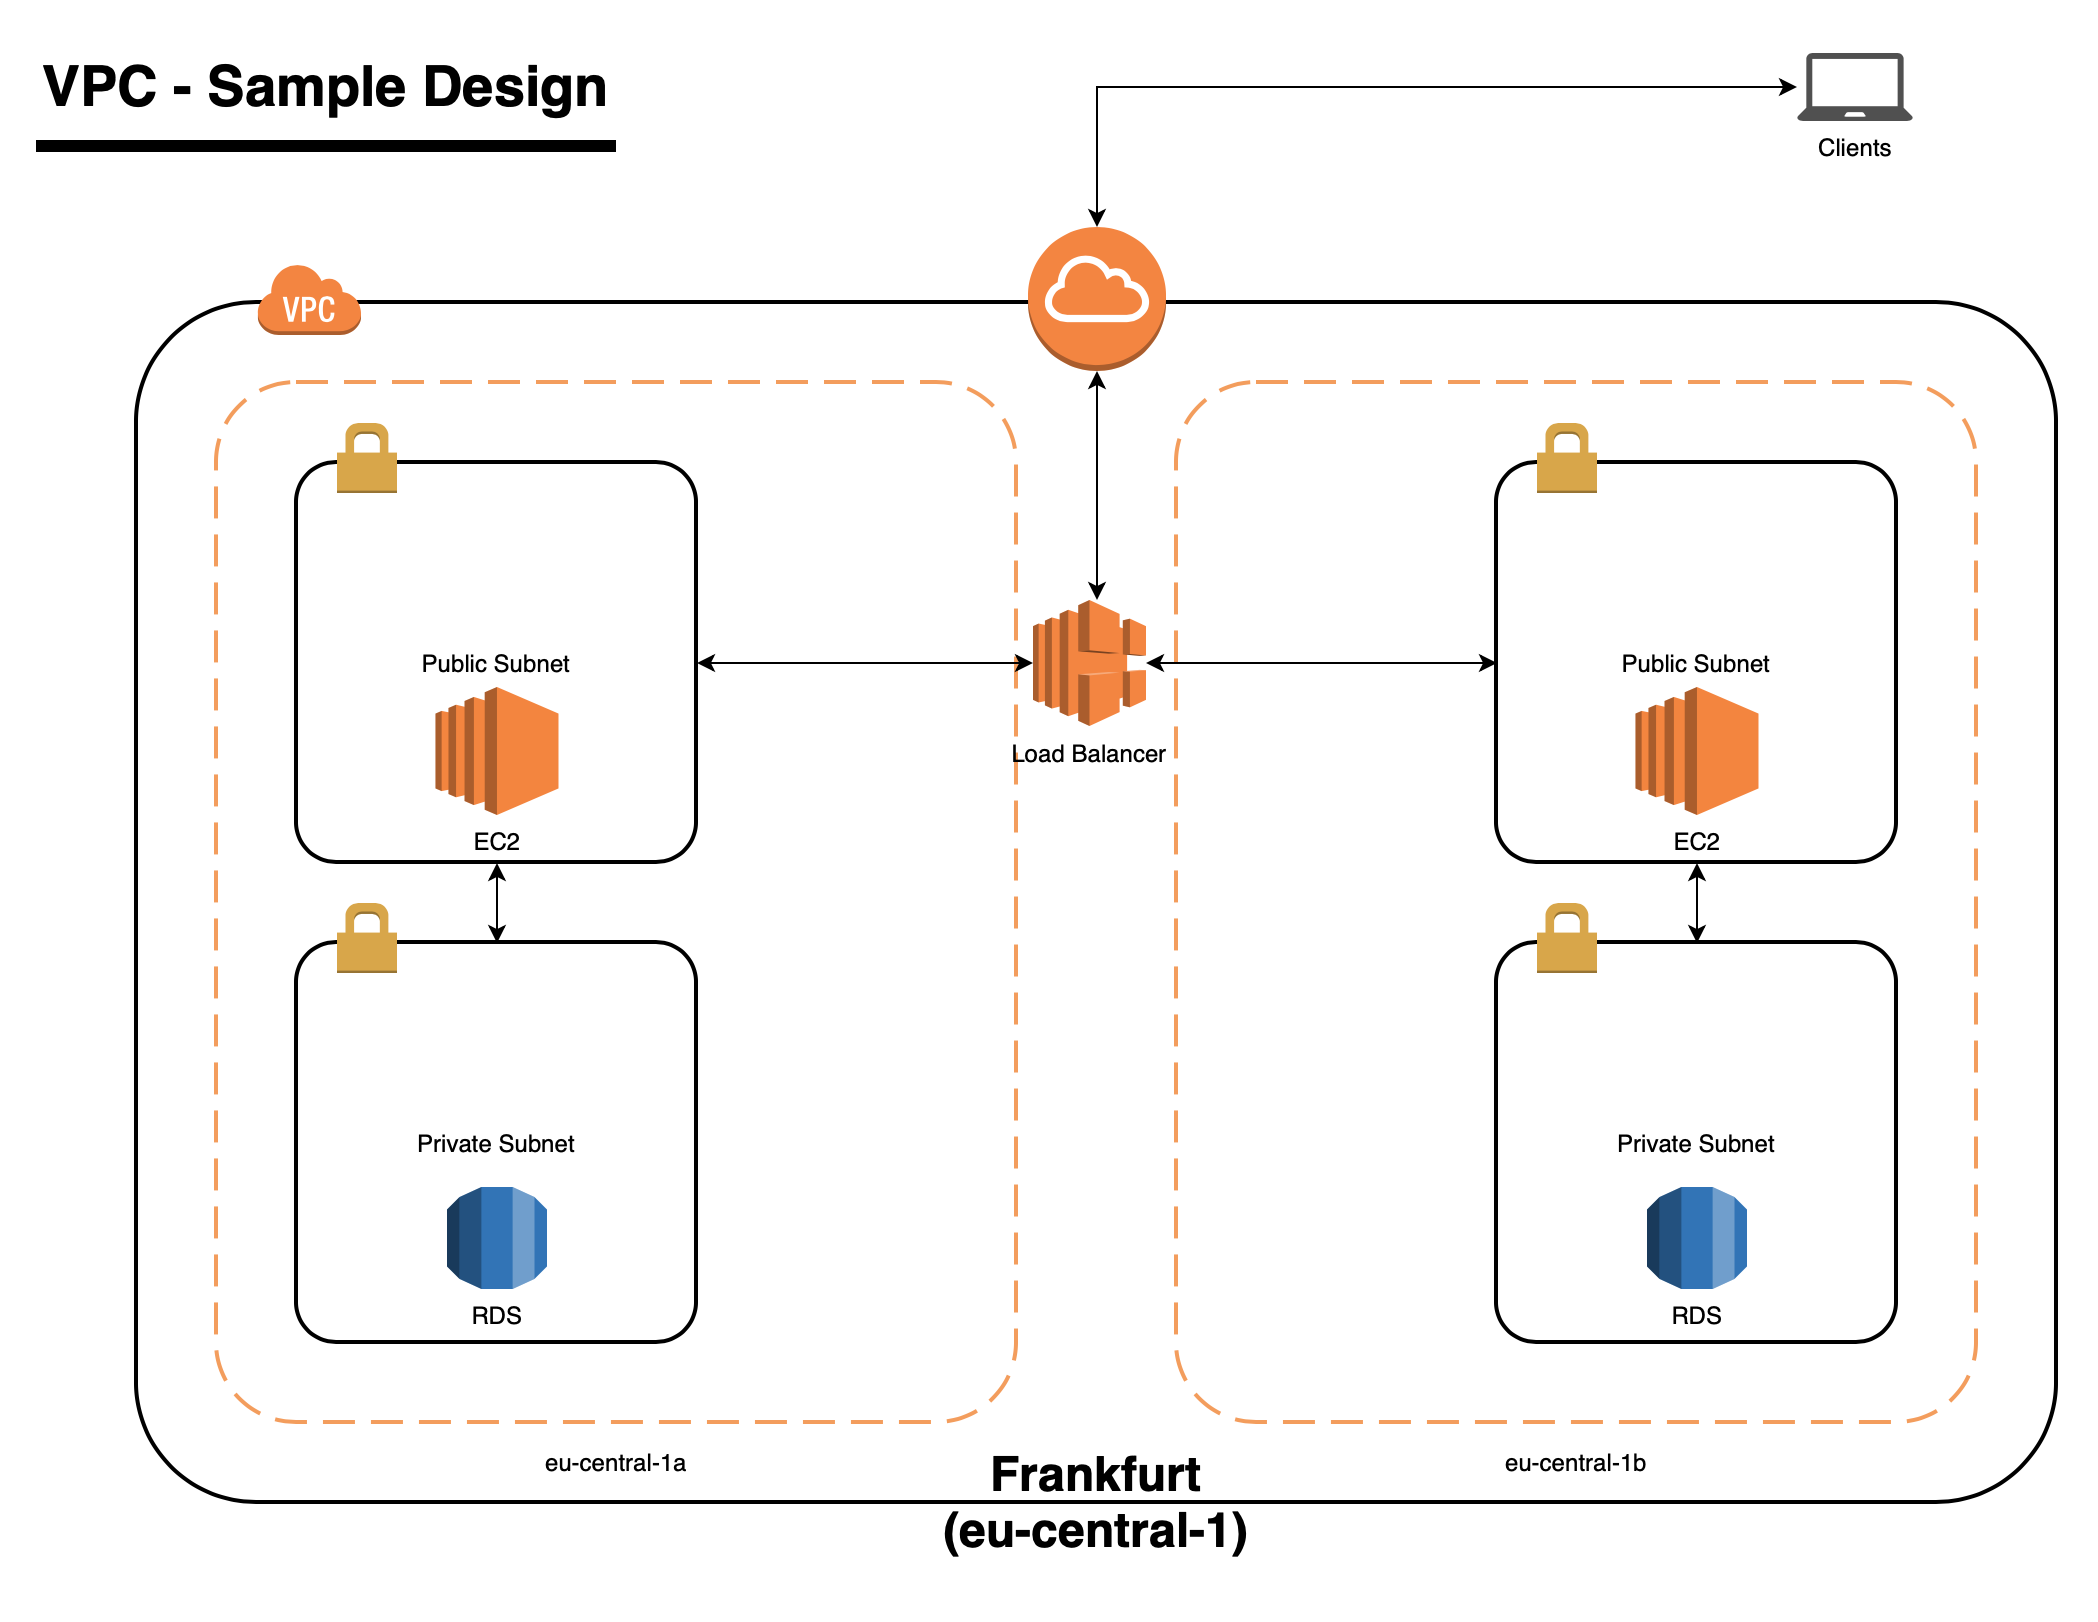 VPC - Sample Design
Clients
VPC
Public Subnet
EC2
Load Balancer
Public Subnet
EC2
Private Subnet
RDS
Private Subnet
RDS
eu-central-1a
eu-central-1b
Frankfurt
(eu-central-1)